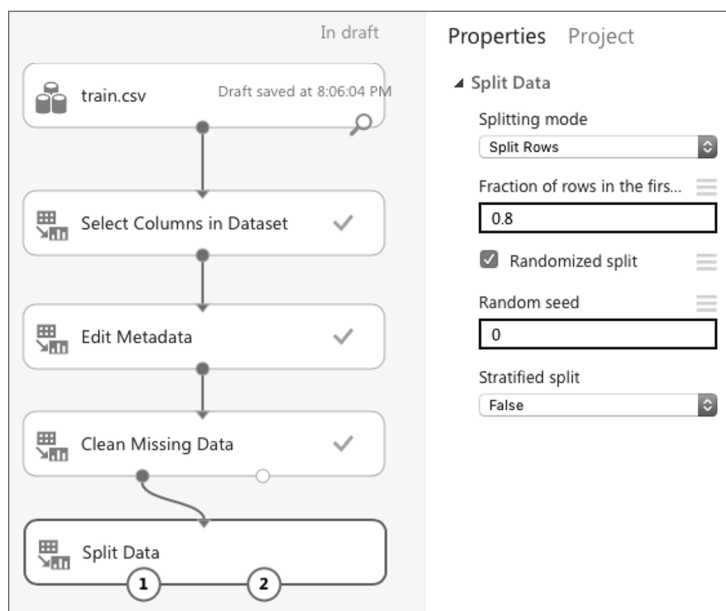 In draft
train.csv
Draft saved at 8:06:04 PM
Select Columns in Dataset
Edit Metadata
Clean Missing Data
Split Data
1
2
Properties Project
Split Data
Splitting mode
Split Rows
Fraction of rows in the firs...
0.8
Randomized split
Random seed
0
Stratified split
False